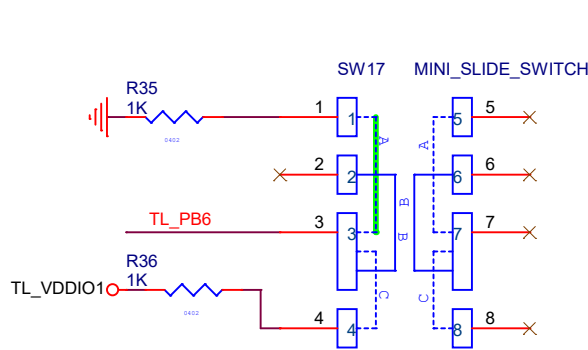 SW17 MINI_SLIDE_SWITCH
R35
1K
0402
1 1 5 5
A A
2 2 6 6
B
TL_PB6 3 3 B 7 7
R36
1K
C C
TL_VDDIO1
0402
4 4 8 8